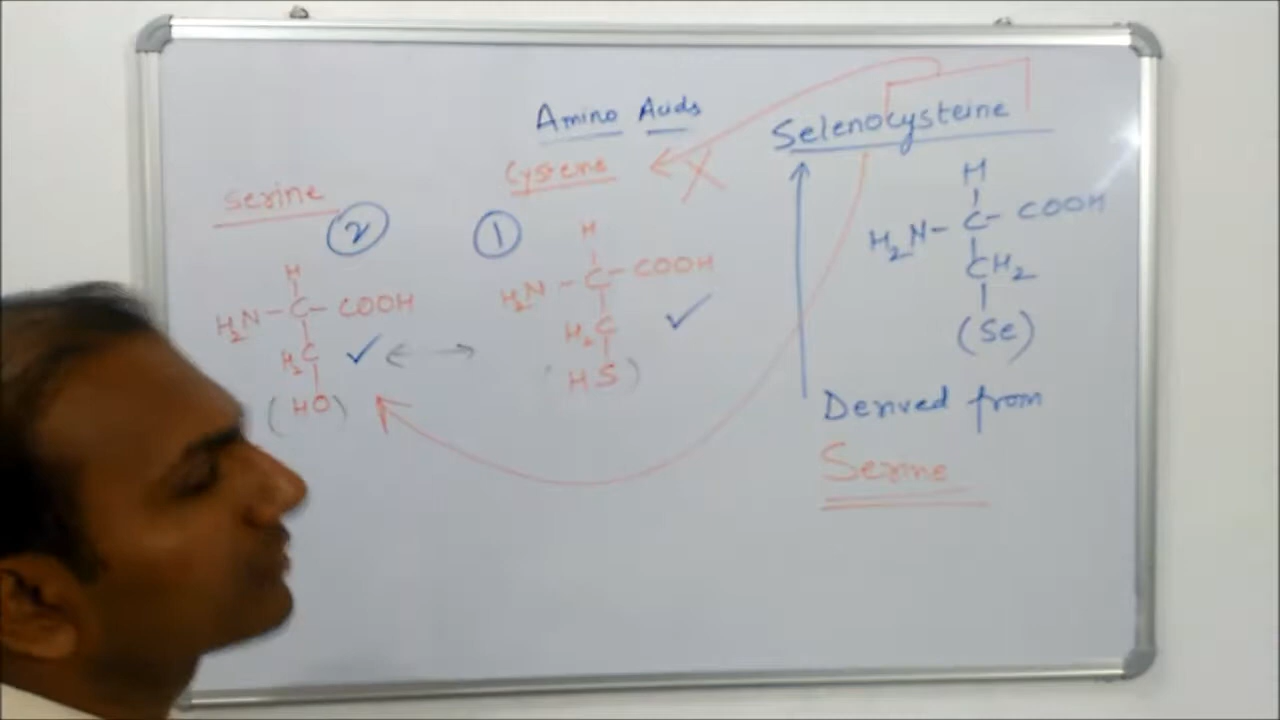 Amino Acids
Selenocysteine
serine
Cysteine
2
1
H
H2N-C-COOH
H2C
(HO)
H
H2N-C-COOH
H2C
(HS)
H
H2N-C-COOH
CH2
(Se)
Derived from
Serine